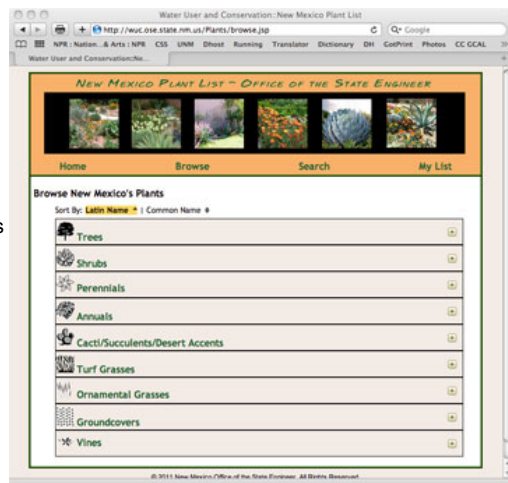 Water User and Conservation::New Mexico Plant List
http://wuc.ose.state.nm.us/Plants/browse.jsp
Google
NPR : Nation...& Arts : NPR CSS UNM Dhost Running Translator Dictionary DH GotPrint Photos CC GCAL
Water User and Conservation::Ne...
NEW MEXICO PLANT LIST ~ OFFICE OF THE STATE ENGINEER
Home Browse Search My List
Browse New Mexico's Plants
Sort By: Latin Name | Common Name
s
Trees
Shrubs
Perennials
Annuals
Cacti/Succulents/Desert Accents
Turf Grasses
Ornamental Grasses
Groundcovers
Vines
© 2011 New Mexico Office of the State Engineer. All Rights Reserved.